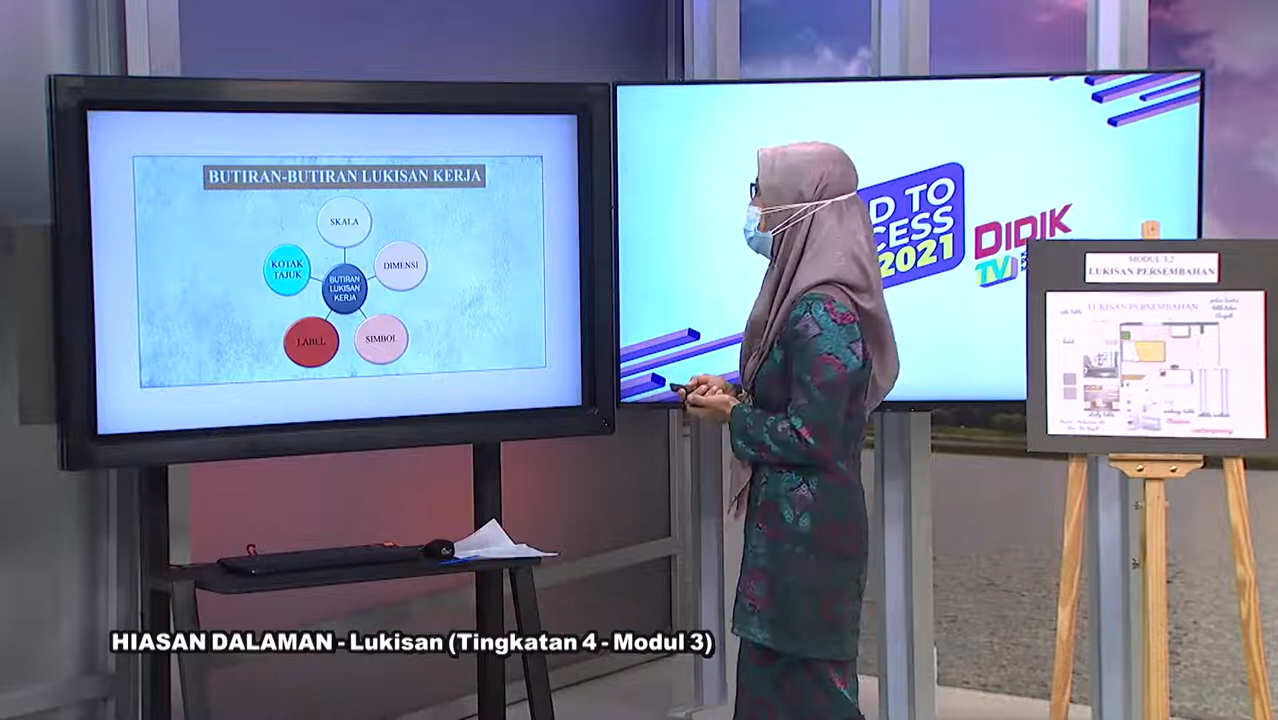 BUTIRAN-BUTIRAN LUKISAN KERJA
SKALA
KOTAK
TAJUK
DIMENSI
BUTIRAN
LUKISAN
KERJA
LABEL
SIMBOL
D TO
CESS
2021
DIDIK
TV
MODUL 3.2
LUKISAN PERSEMBAHAN
LUKISAN PERSEMBAHAN
HIASAN DALAMAN - Lukisan (Tingkatan 4 - Modul 3)